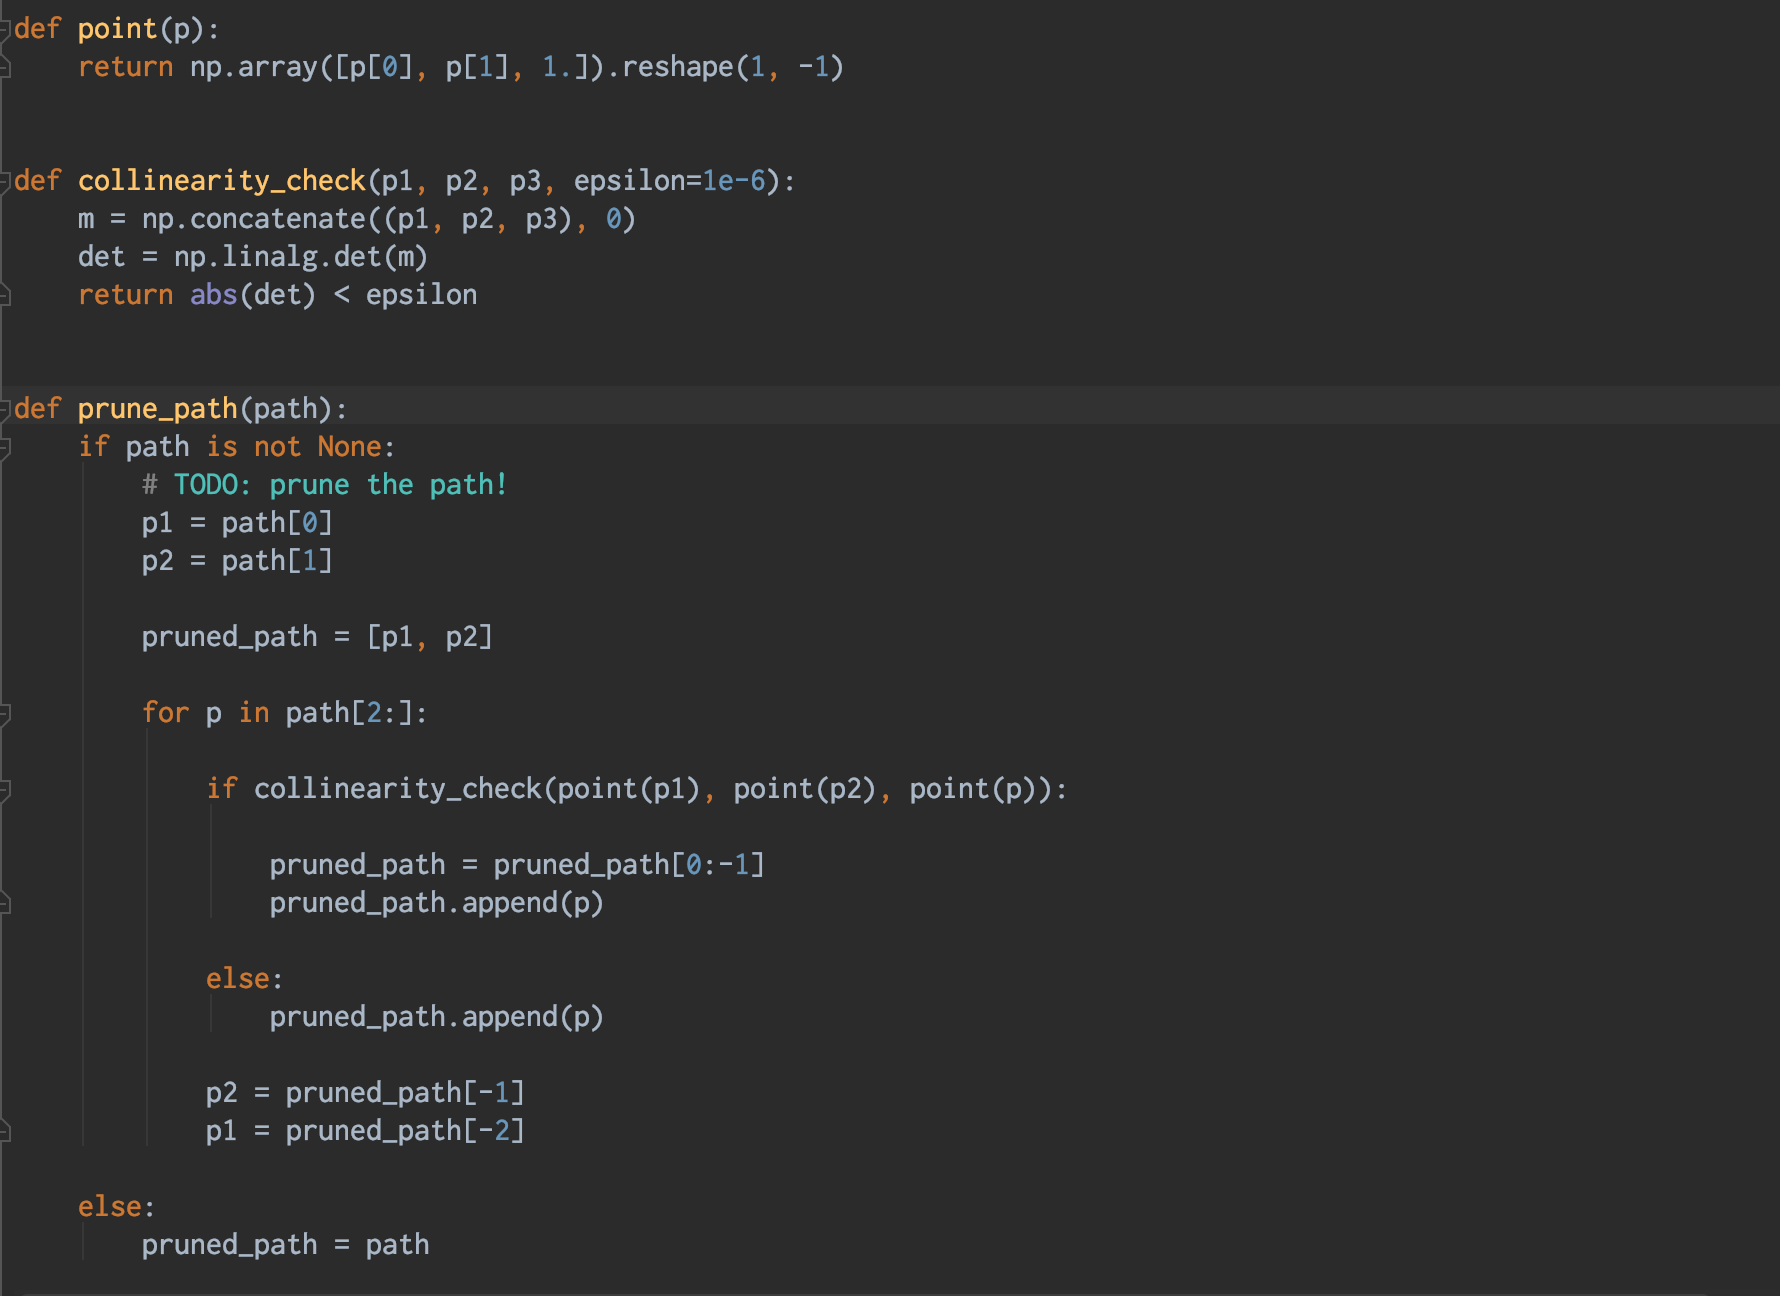 def point(p):
    return np.array([p[0], p[1], 1.]).reshape(1, -1)
def collinearity_check(p1, p2, p3, epsilon=1e-6):
    m = np.concatenate((p1, p2, p3), 0)
    det = np.linalg.det(m)
    return abs(det) < epsilon
def prune_path(path):
    if path is not None:
        # TODO: prune the path!
        p1 = path[0]
        p2 = path[1]
        pruned_path = [p1, p2]
        for p in path[2:]:
            if collinearity_check(point(p1), point(p2), point(p)):
                pruned_path = pruned_path[0:-1]
                pruned_path.append(p)
            else:
                pruned_path.append(p)
            p2 = pruned_path[-1]
            p1 = pruned_path[-2]
    else:
        pruned_path = path